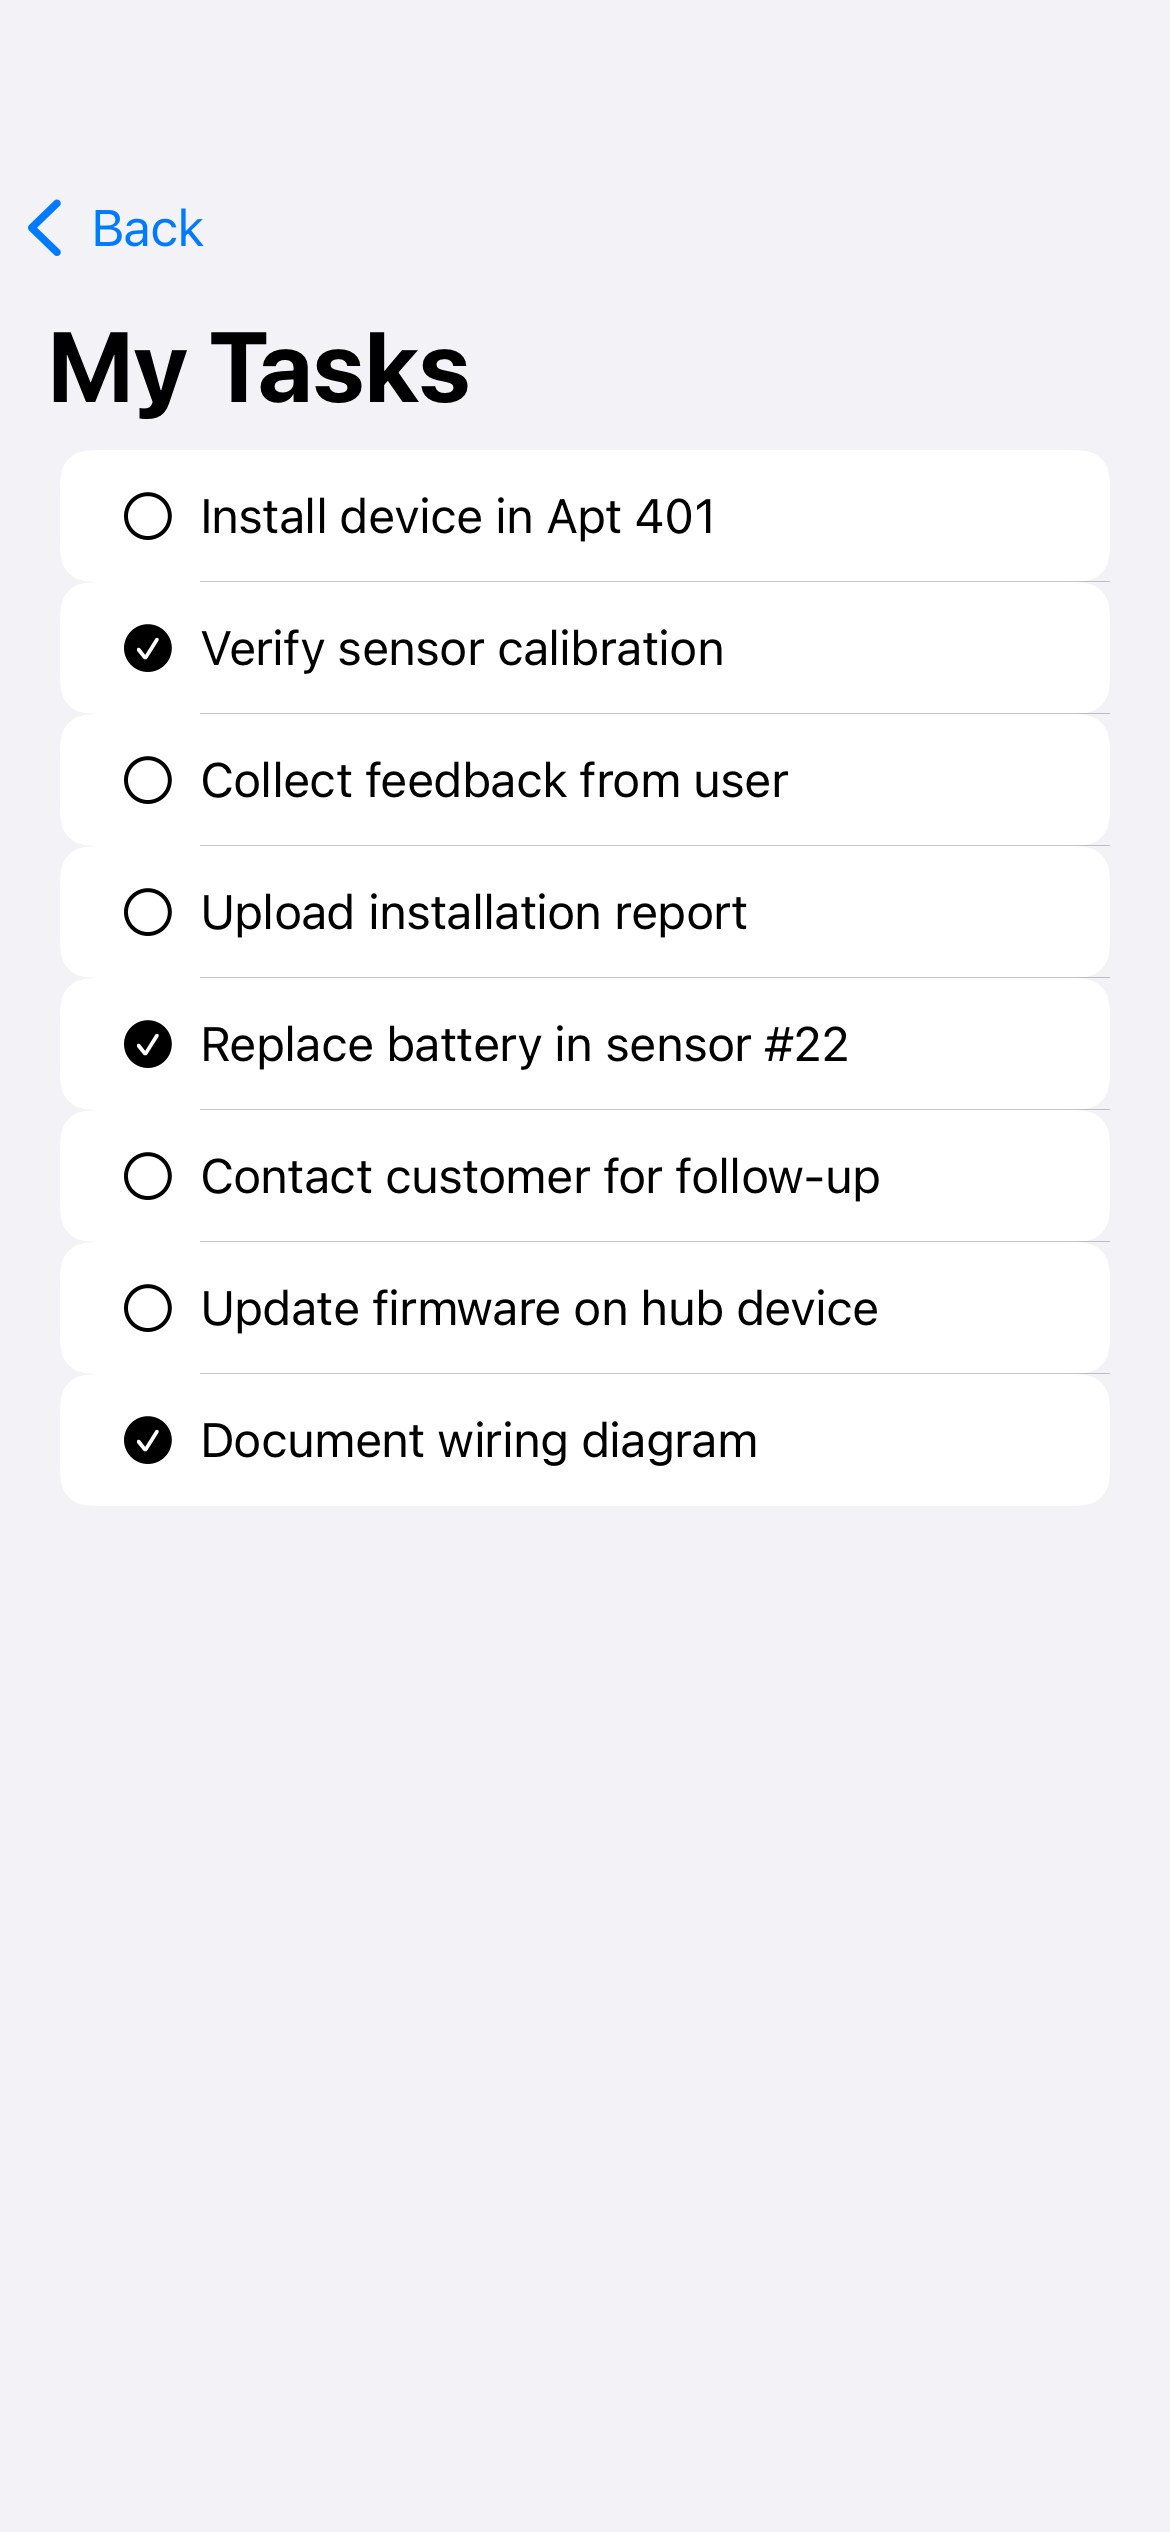 Back
My Tasks
Install device in Apt 401
Verify sensor calibration
Collect feedback from user
Upload installation report
Replace battery in sensor #22
Contact customer for follow-up
Update firmware on hub device
Document wiring diagram